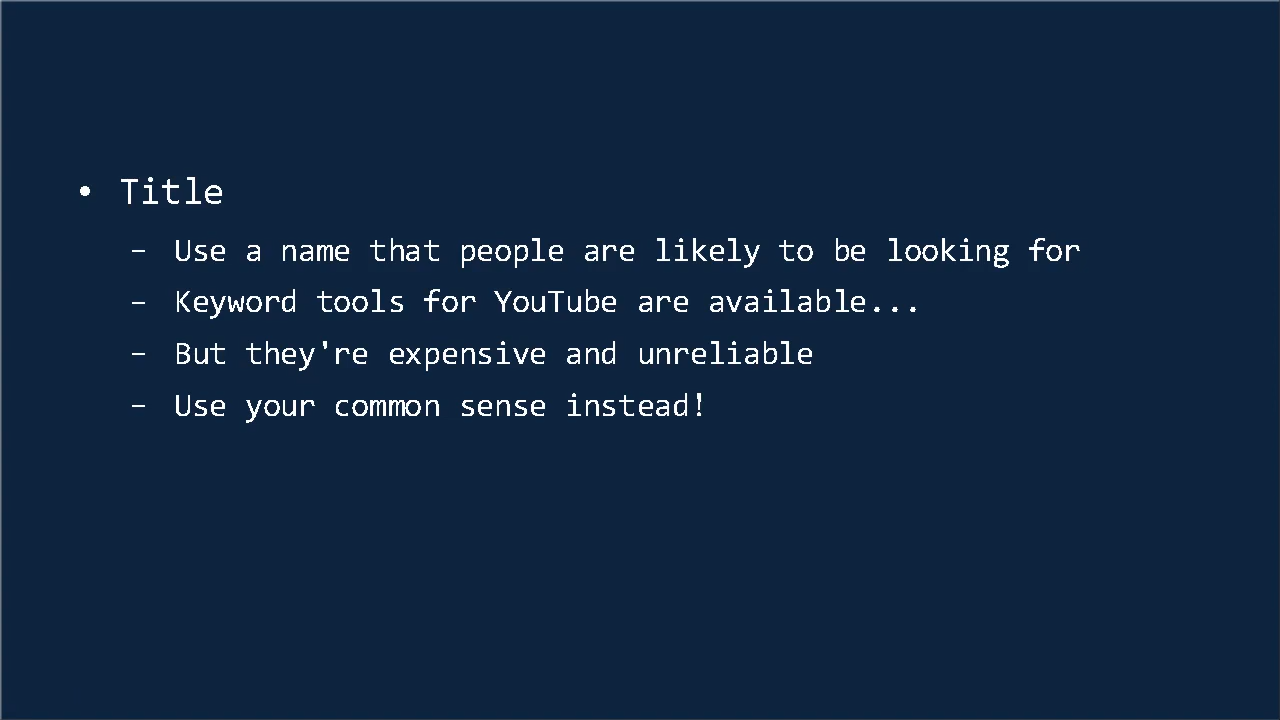 • Title
– Use a name that people are likely to be looking for
– Keyword tools for YouTube are available...
– But they're expensive and unreliable
– Use your common sense instead!